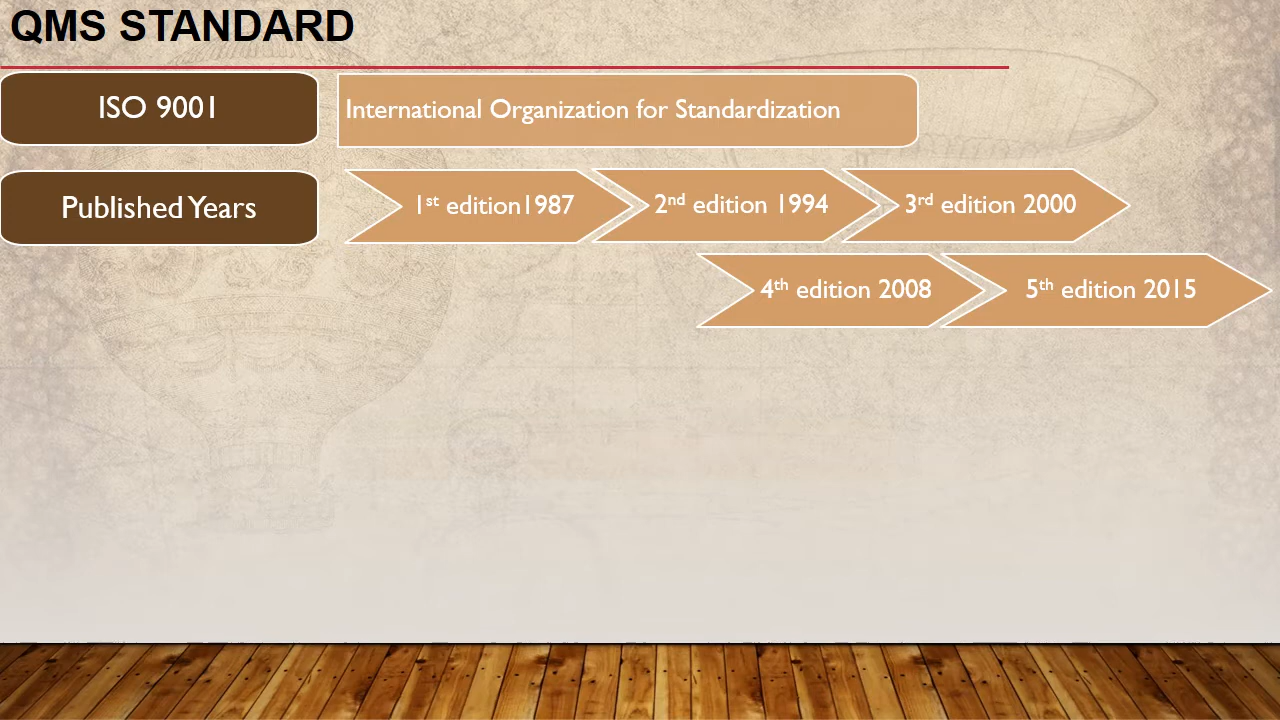 QMS STANDARD
ISO 9001
International Organization for Standardization
Published Years
1st edition1987
2nd edition 1994
3rd edition 2000
4th edition 2008
5th edition 2015